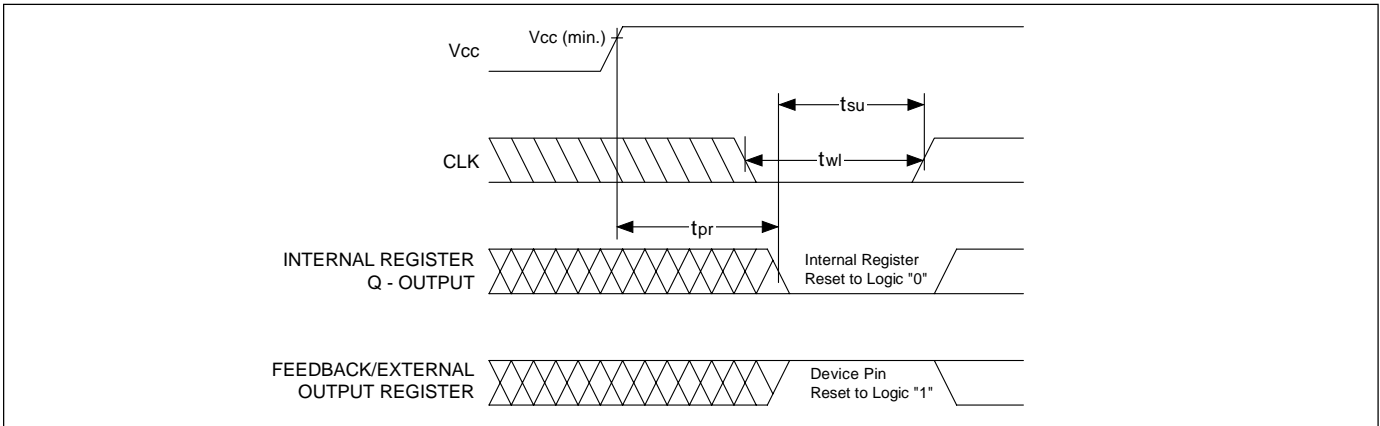 Vcc
Vcc (min.)
tsu
CLK
twl
tpr
INTERNAL REGISTER
Q - OUTPUT
Internal Register
Reset to Logic "0"
FEEDBACK/EXTERNAL
OUTPUT REGISTER
Device Pin
Reset to Logic "1"